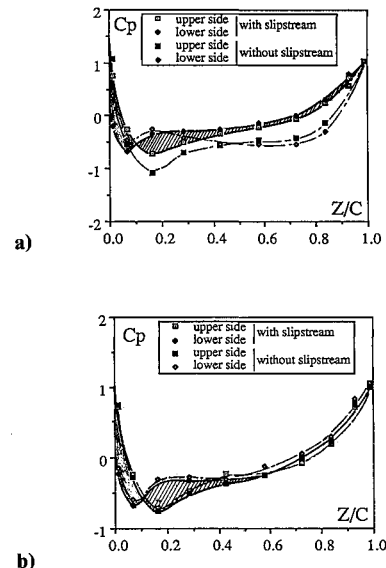 Cp
upper side
lower side
with slipstream
upper side
lower side
without slipstream
2
1
0
-1
-2
0.0 0.2 0.4 0.6 0.8 1.0
Z/C
a)
Cp
upper side
lower side
with slipstream
upper side
lower side
without slipstream
2
1
0
-1
0.0 0.2 0.4 0.6 0.8 1.0
Z/C
b)